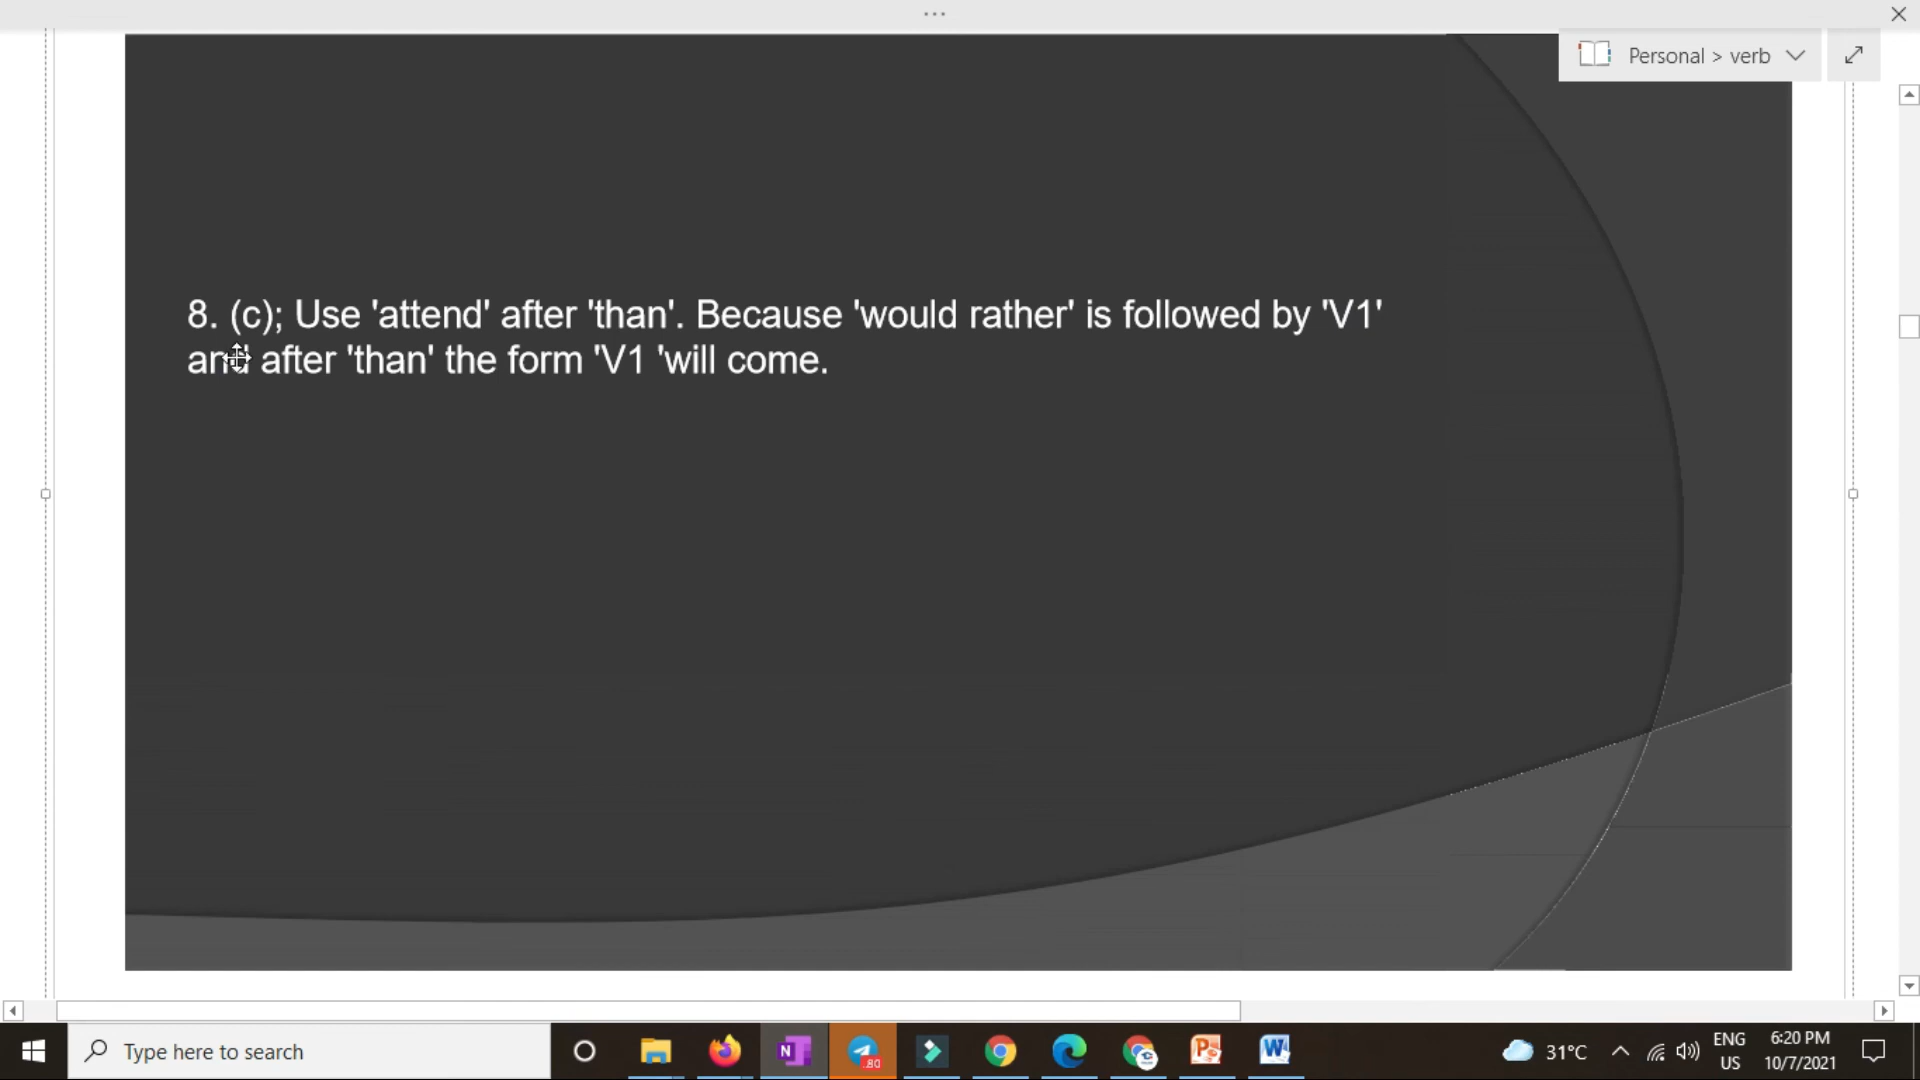 ...
Personal > verb
8. (c); Use 'attend' after 'than'. Because 'would rather' is followed by 'V1'
and after 'than' the form 'V1 'will come.
Type here to search
N
.80
31°C
ENG
US
6:20 PM
10/7/2021